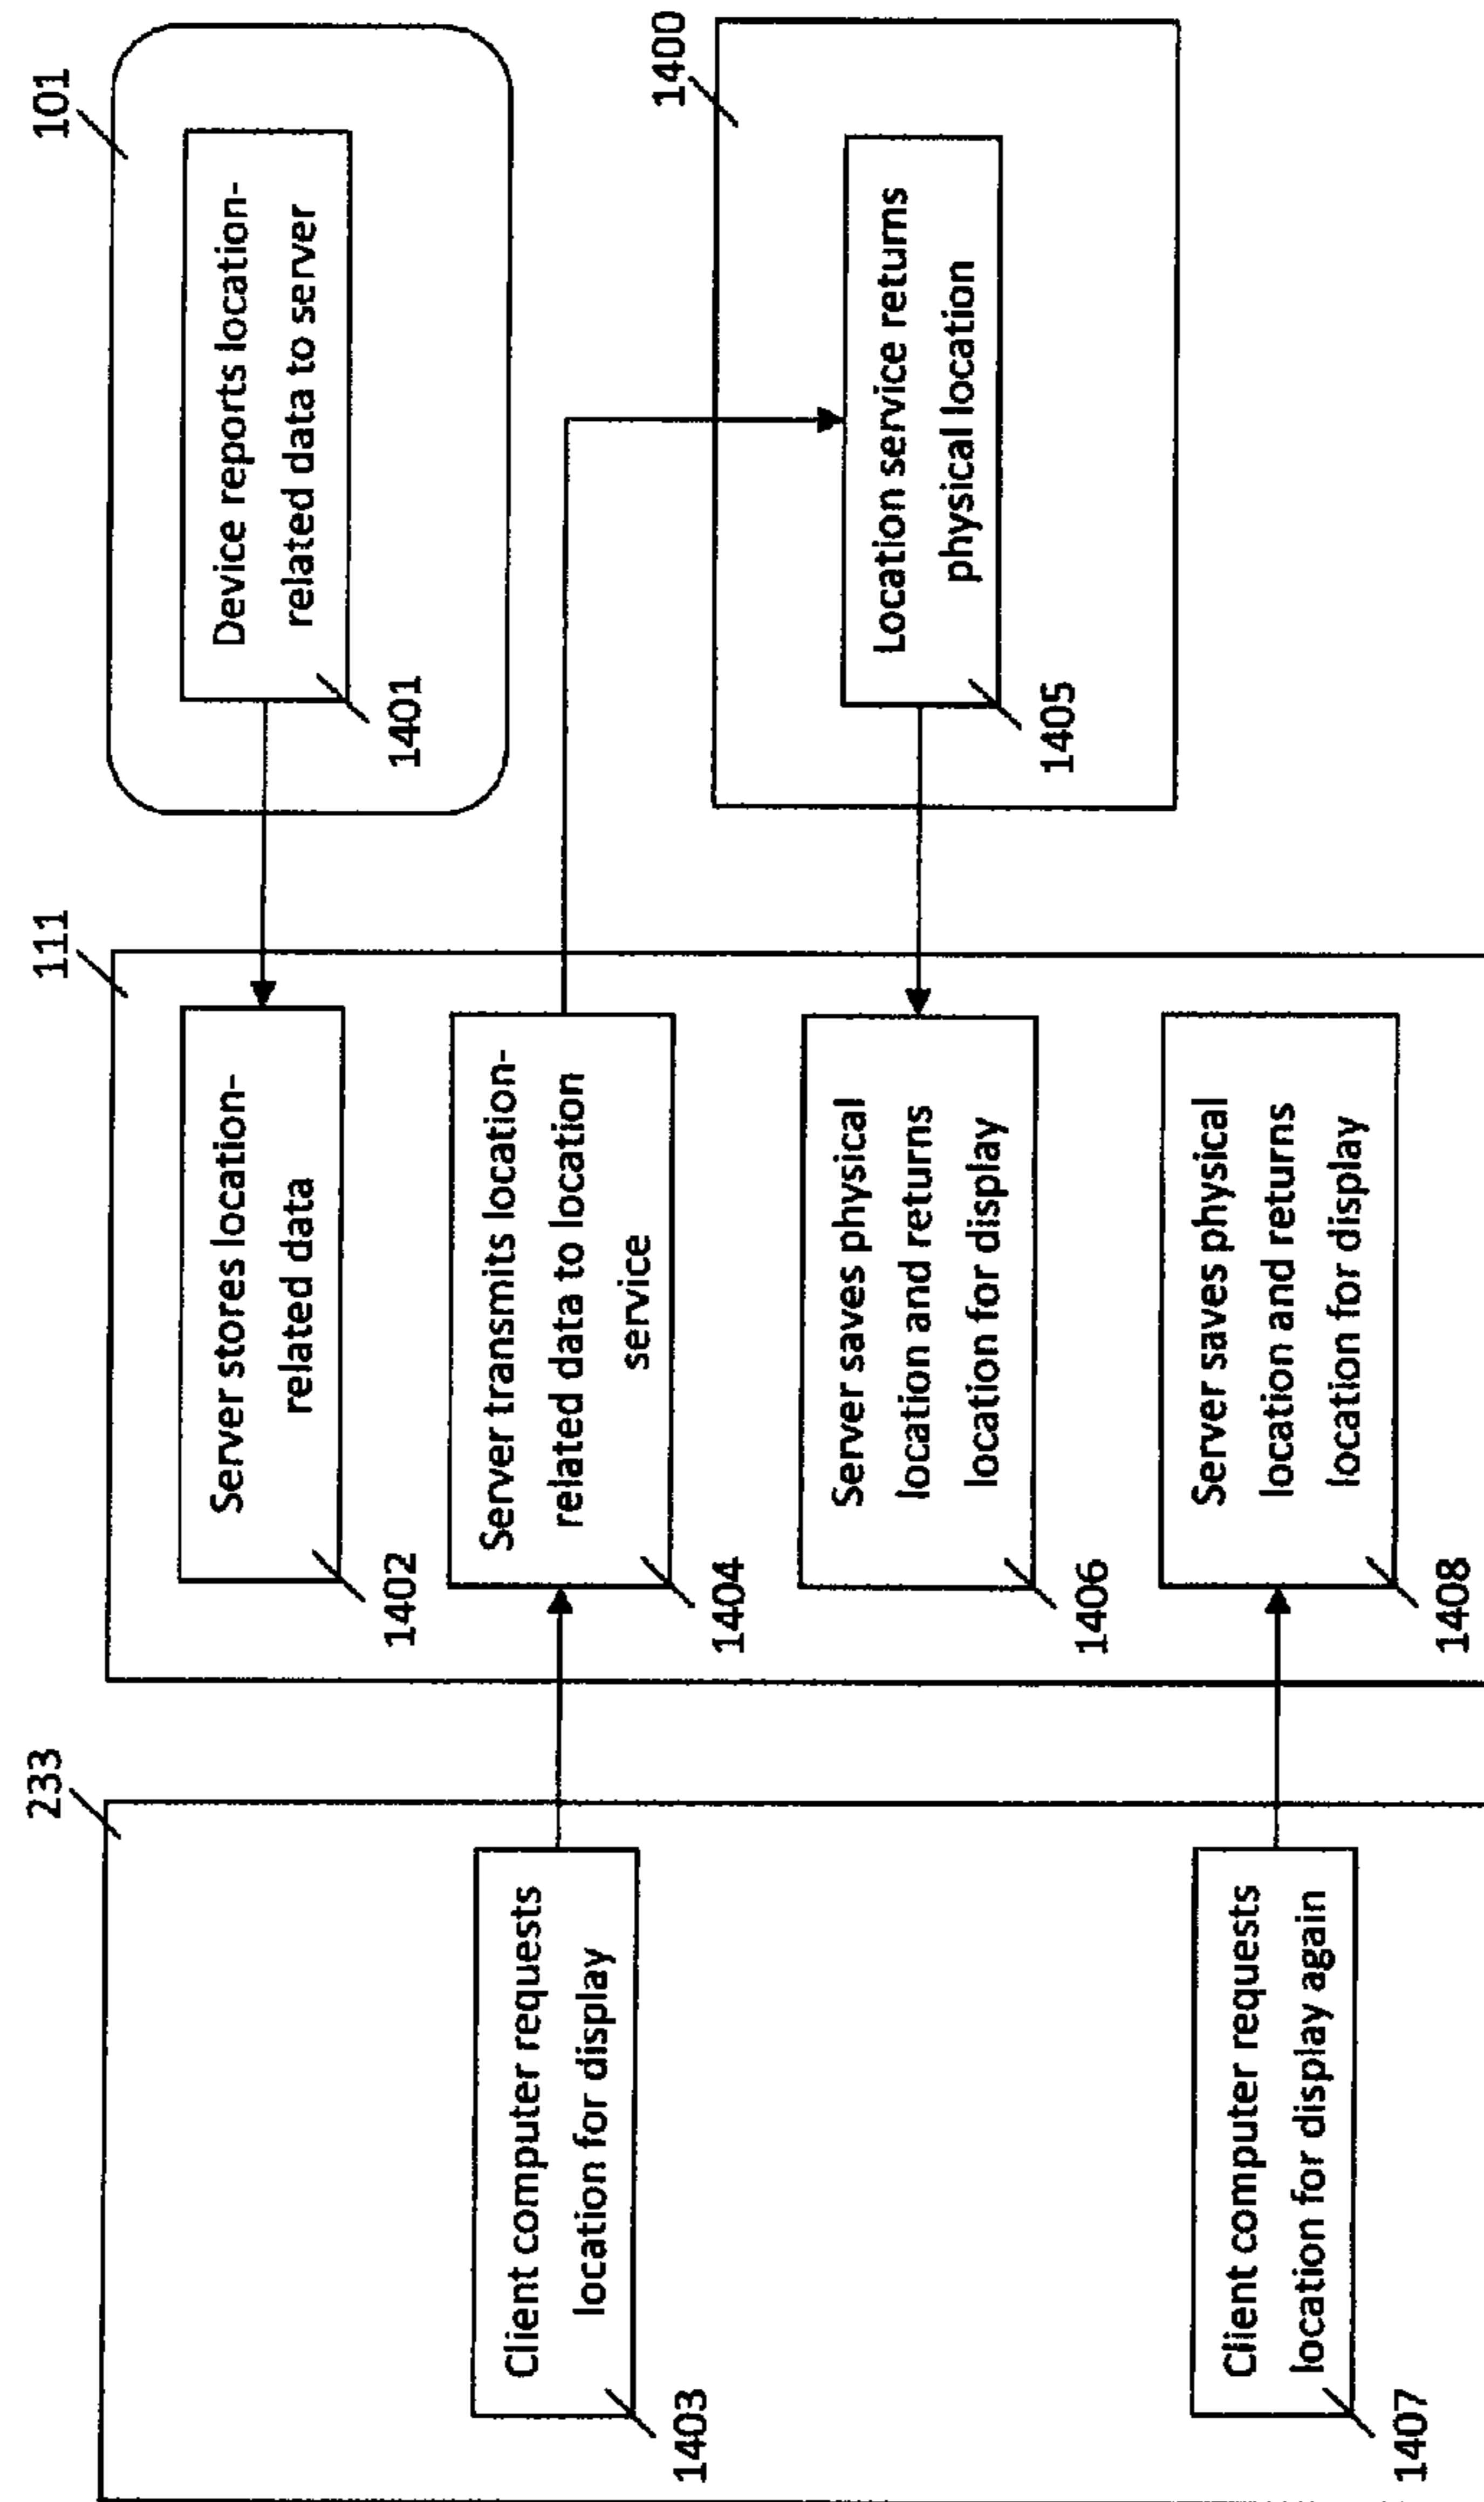 233
111
101
Device reports location-
related data to server
1401
Server stores location-
related data
1402
Client computer requests
location for display
1403
Server transmits location-
related data to location
service
1404
1400
Location service returns
physical location
1405
Server saves physical
location and returns
location for display
1406
Client computer requests
location for display again
1407
Server saves physical
location and returns
location for display
1408